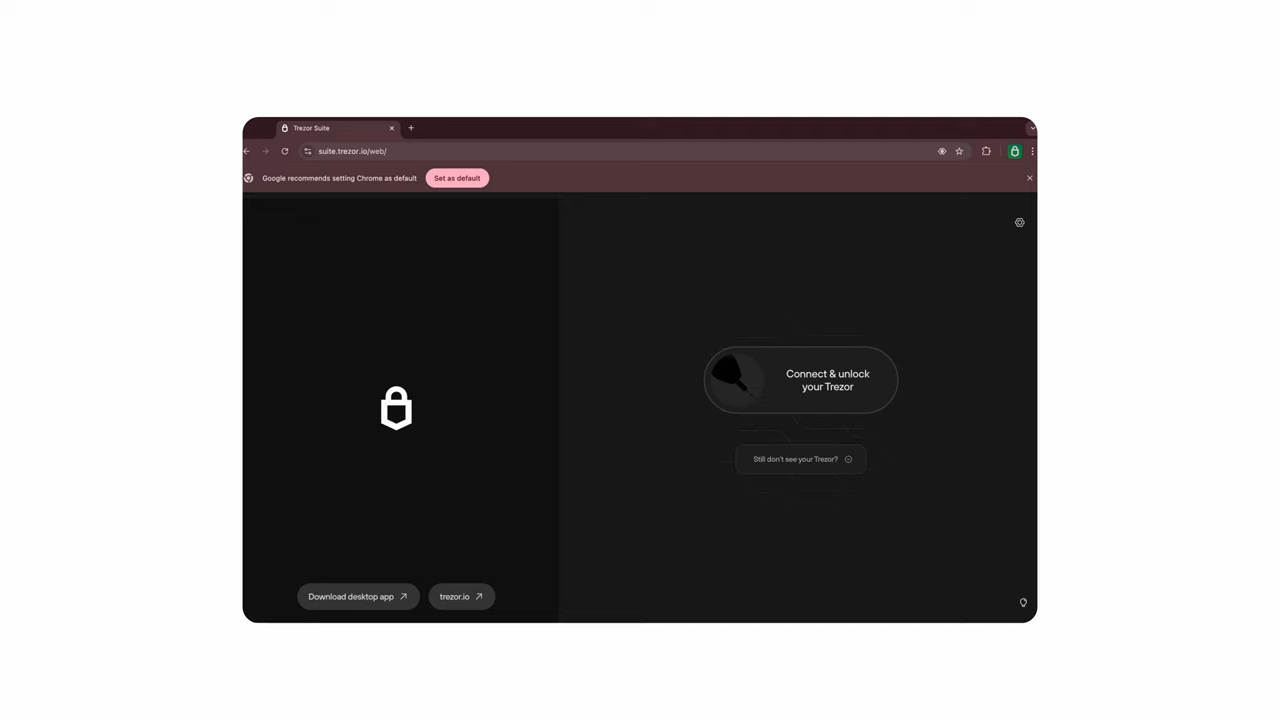 Trezor Suite
suite.trezor.io/web/
Google recommends setting Chrome as default
Set as default
Connect & unlock
your Trezor
Still don't see your Trezor?
Download desktop app
trezor.io